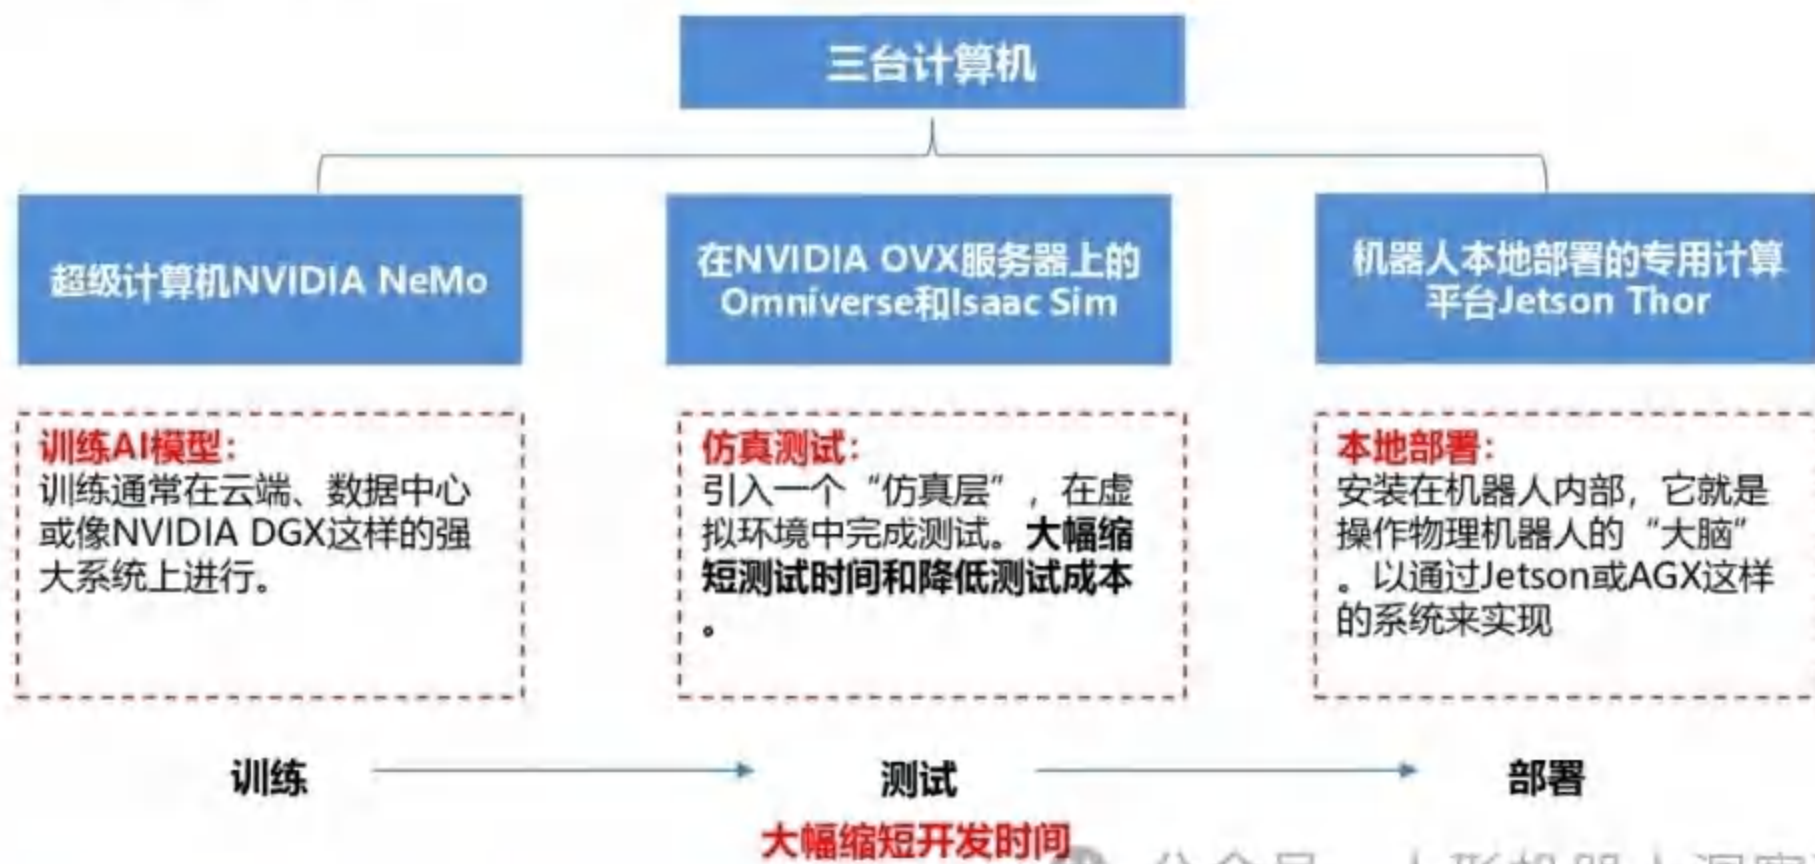 三台计算机
超级计算机NVIDIA NeMo
在NVIDIA OVX服务器上的
Omniverse和Isaac Sim
机器人本地部署的专用计算
平台Jetson Thor
训练AI模型：
训练通常在云端、数据中心
或像NVIDIA DGX这样的强
大系统上进行。
仿真测试：
引入一个“仿真层”，在虚
拟环境中完成测试。大幅缩
短测试时间和降低测试成本
。
本地部署：
安装在机器人内部，它就是
操作物理机器人的“大脑”
。以通过Jetson或AGX这样
的系统来实现
训练
测试
部署
大幅缩短开发时间